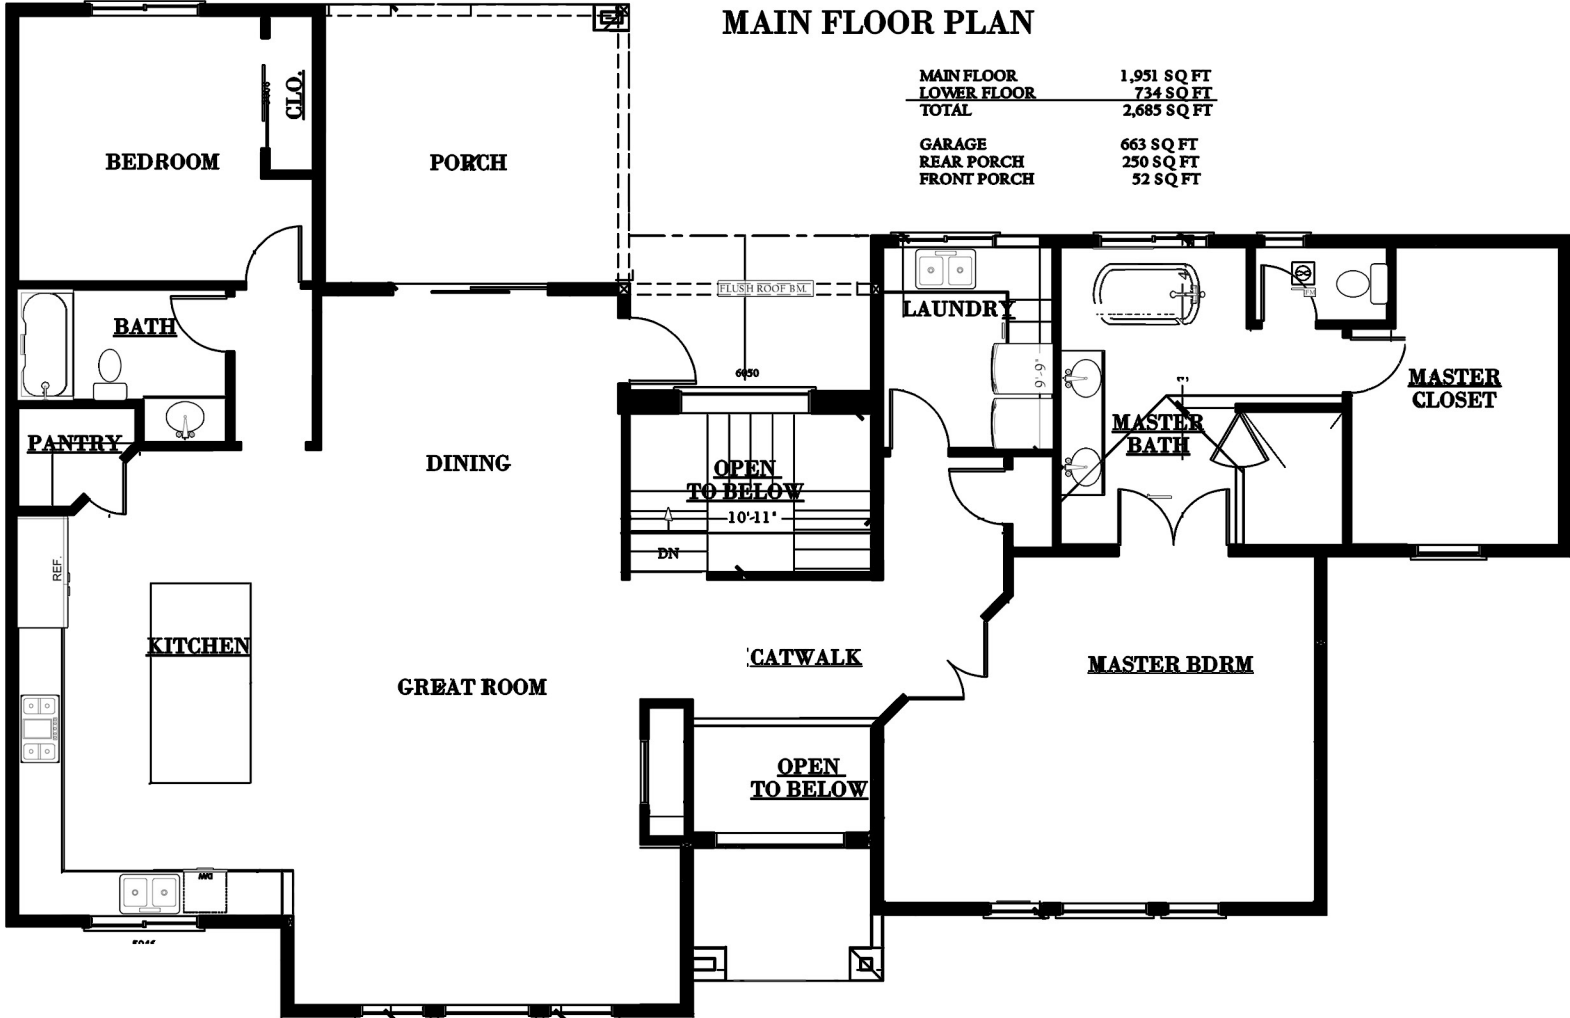 MAIN FLOOR PLAN
MAIN FLOOR 1,951 SQ FT
LOWER FLOOR 734 SQ FT
TOTAL 2,685 SQ FT
GARAGE 663 SQ FT
REAR PORCH 250 SQ FT
FRONT PORCH 52 SQ FT
CLO.
BEDROOM
PORCH
FLUSH ROOF BM.
LAUNDRY
BATH
6050
9'-9"
MASTER
CLOSET
MASTER
BATH
PANTRY
DINING
OPEN
TO BELOW
10'-11"
DN
REF.
KITCHEN
CATWALK
MASTER BDRM
GREAT ROOM
OPEN
TO BELOW
DW